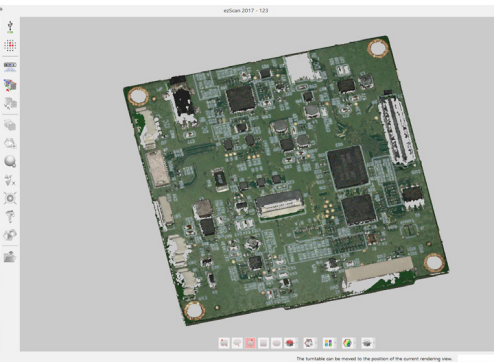 ezScan 2017 - 123
The turntable can be moved to the position of the current rendering view.